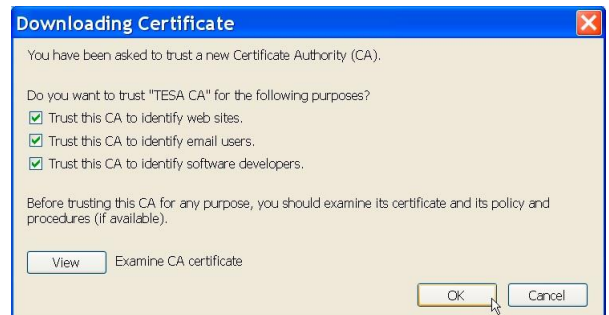 Downloading Certificate
You have been asked to trust a new Certificate Authority (CA).
Do you want to trust "TESA CA" for the following purposes?
Trust this CA to identify web sites.
Trust this CA to identify email users.
Trust this CA to identify software developers.
Before trusting this CA for any purpose, you should examine its certificate and its policy and
procedures (if available).
View Examine CA certificate
OK Cancel